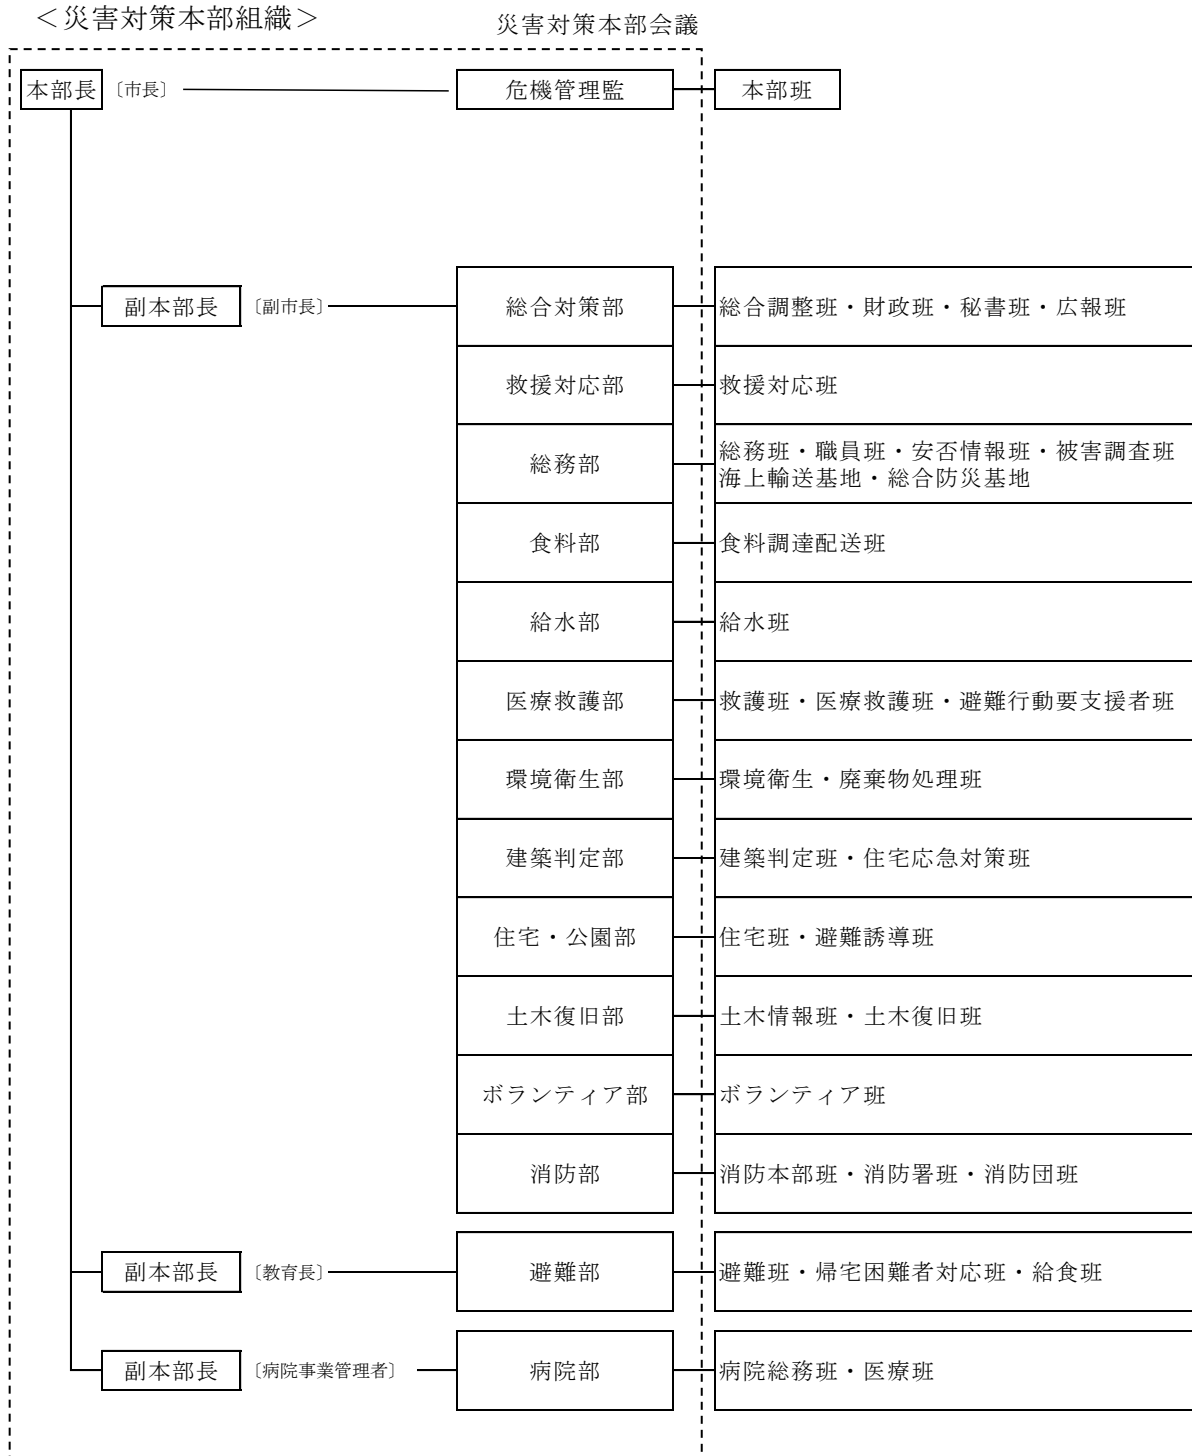 ＜災害対策本部組織＞
災害対策本部会議
本部長 〔市長〕 危機管理監 本部班
副本部長 〔副市長〕 総合対策部 総合調整班・財政班・秘書班・広報班
救援対応部 救援対応班
総務部 総務班・職員班・安否情報班・被害調査班
海上輸送基地・総合防災基地
食料部 食料調達配送班
給水部 給水班
医療救護部 救護班・医療救護班・避難行動要支援者班
環境衛生部 環境衛生・廃棄物処理班
建築判定部 建築判定班・住宅応急対策班
住宅・公園部 住宅班・避難誘導班
土木復旧部 土木情報班・土木復旧班
ボランティア部 ボランティア班
消防部 消防本部班・消防署班・消防団班
副本部長 〔教育長〕 避難部 避難班・帰宅困難者対応班・給食班
副本部長 〔病院事業管理者〕 病院部 病院総務班・医療班